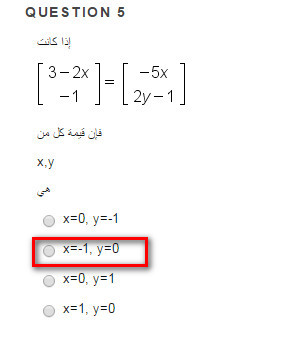 QUESTION 5
إذا كانت
[3-2x] = [-5x]
[-1] [2y-1]
فإن قيمة كل من
x,y
هي
x=0, y=-1
x=-1, y=0
x=0, y=1
x=1, y=0